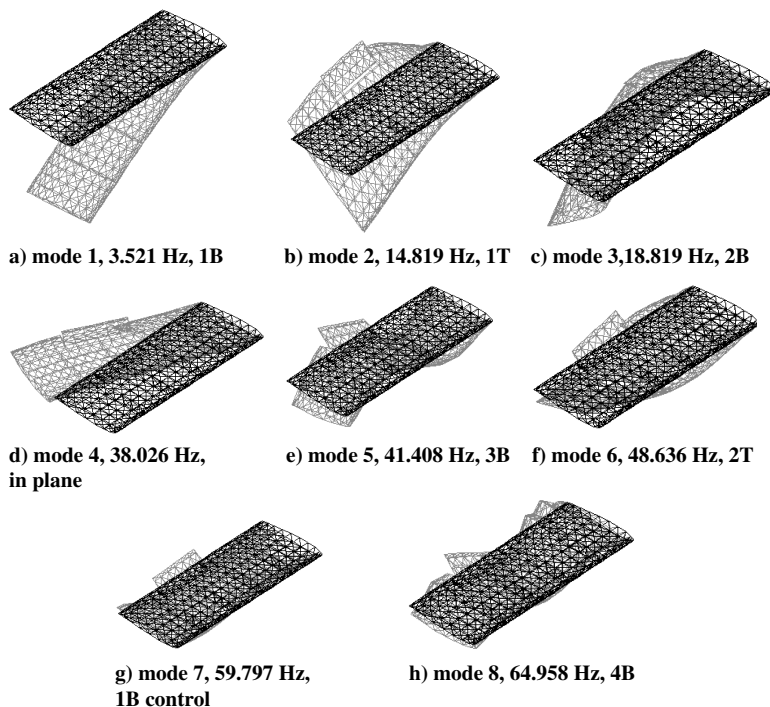 a) mode 1, 3.521 Hz, 1B
b) mode 2, 14.819 Hz, 1T
c) mode 3,18.819 Hz, 2B
d) mode 4, 38.026 Hz,
in plane
e) mode 5, 41.408 Hz, 3B
f) mode 6, 48.636 Hz, 2T
g) mode 7, 59.797 Hz,
1B control
h) mode 8, 64.958 Hz, 4B